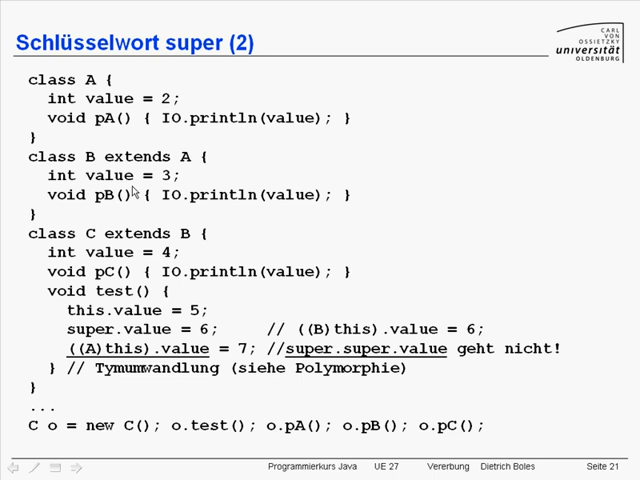 Schlüsselwort super (2)
CARL
VON
OSSIETZKY
universität
OLDENBURG
class A {
int value = 2;
void pA() { IO.println(value); }
}
class B extends A {
int value = 3;
void pB() { IO.println(value); }
}
class C extends B {
int value = 4;
void pC() { IO.println(value); }
void test() {
this.value = 5;
super.value = 6; // ((B)this).value = 6;
((A)this).value = 7; //super.super.value geht nicht!
} // Tymumwandlung (siehe Polymorphie)
}
...
C o = new C(); o.test(); o.pA(); o.pB(); o.pC();
Programmierkurs Java UE 27 Vererbung Dietrich Boles Seite 21